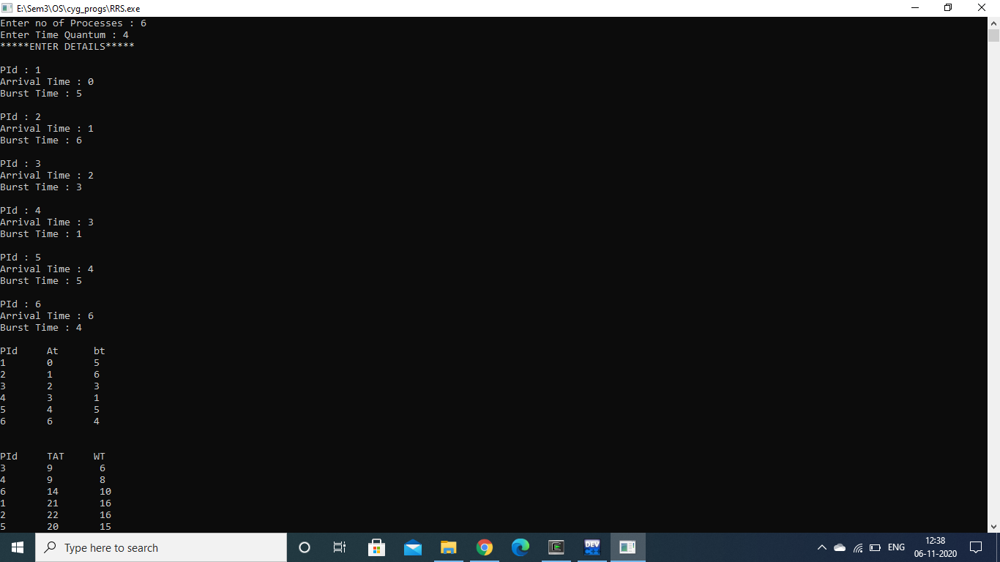 E:\Sem3\OS\cyg_progs\RRS.exe
Enter no of Processes : 6
Enter Time Quantum : 4
*****ENTER DETAILS*****
PId : 1
Arrival Time : 0
Burst Time : 5
PId : 2
Arrival Time : 1
Burst Time : 6
PId : 3
Arrival Time : 2
Burst Time : 3
PId : 4
Arrival Time : 3
Burst Time : 1
PId : 5
Arrival Time : 4
Burst Time : 5
PId : 6
Arrival Time : 6
Burst Time : 4
PId At bt
1 0 5
2 1 6
3 2 3
4 3 1
5 4 5
6 6 4
PId TAT WT
3 9 6
4 9 8
6 14 10
1 21 16
2 22 16
5 20 15
Type here to search
DEV
C++
ENG
12:38
06-11-2020